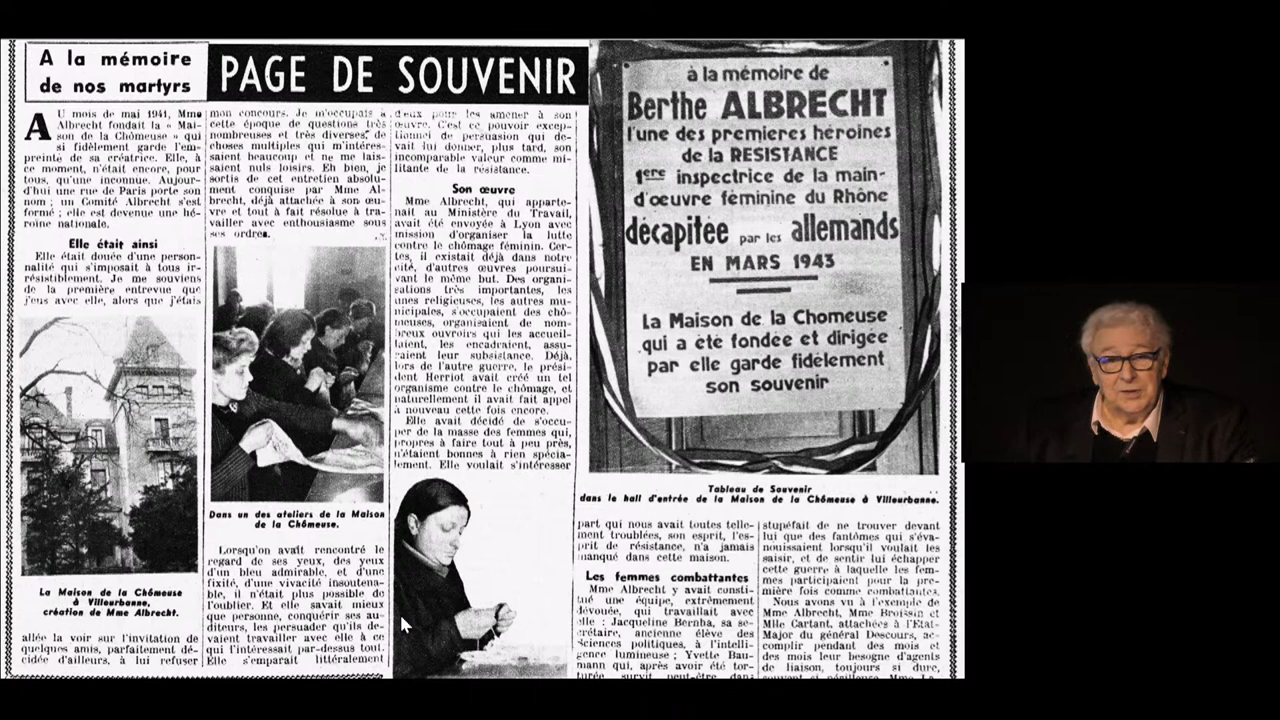 A la mémoire
de nos martyrs
PAGE DE SOUVENIR
AU mois de mai 1941, Mme
Albrecht fondait la « Mai-
son de la Chômeuse » qui
si fidèlement garde l'em-
preinte de sa créatrice. Elle, à
ce moment, n'était encore, pour
tous, qu'une inconnue. Aujour-
d'hui une rue de Paris porte son
nom ; un Comité Albrecht s'est
formé ; elle est devenue une hé-
roïne nationale.
Elle était ainsi
Elle était douée d'une person-
nalité qui s'imposait à tous ir-
résistiblement. Je me souviens
de la première entrevue que
j'eus avec elle, alors que j'étais
La Maison de la Chômeuse
à Villeurbanne,
création de Mme Albrecht.
allée la voir sur l'invitation de
quelques amis, parfaitement dé-
cidée d'ailleurs, à lui refuser
mon concours. Je m'occupais à
cette époque de questions très
nombreuses et très diverses, de
choses multiples qui m'intéres-
saient beaucoup et ne me lais-
saient nuls loisirs. Eh bien, je
sortis de cet entretien absolu-
ment conquise par Mme Al-
brecht, déjà attachée à son œu-
vre et tout à fait résolue à tra-
vailler avec enthousiasme sous
ses ordres.
Dans un des ateliers de la Maison
de la Chômeuse.
Lorsqu'on avait rencontré le
regard de ses yeux, des yeux
d'un bleu admirable, et d'une
fixité, d'une vivacité insoutena-
ble, il n'était plus possible de
l'oublier. Et elle savait mieux
que personne, conquérir ses au-
diteurs, les persuader qu'ils de-
vaient travailler avec elle à ce
qui l'intéressait par-dessus tout.
Elle s'emparait littéralement
d'eux pour les amener à son
œuvre. C'est ce pouvoir excep-
tionnel de persuasion qui de-
vait lui donner, plus tard, son
incomparable valeur comme mi-
litante de la résistance.
Son œuvre
Mme Albrecht, qui apparte-
nait au Ministère du Travail,
avait été envoyée à Lyon avec
mission d'organiser la lutte
contre le chômage féminin. Cer-
tes, il existait déjà dans notre
cité, d'autres œuvres poursui-
vant le même but. Des organi-
sations très importantes, les
unes religieuses, les autres mu-
nicipales, s'occupaient des chô-
meuses, organisaient de nom-
breux ouvroirs qui les accueil-
laient, les encadraient, assu-
raient leur subsistance. Déjà,
lors de l'autre guerre, le prési-
dent Herriot avait créé un tel
organisme contre le chômage, et
naturellement il avait fait appel
à nouveau cette fois encore.
Elle avait décidé de s'occu-
per de la masse des femmes qui,
propres à faire tout à peu près,
n'étaient bonnes à rien spécia-
lement. Elle voulait s'intéresser
à la mémoire de
Berthe ALBRECHT
l'une des premieres héroines
de la RESISTANCE
1ere inspectrice de la main-
d'œuvre féminine du Rhône
décapitée par les allemands
EN MARS 1943
La Maison de la Chomeuse
qui a été fondée et dirigée
par elle garde fidèlement
son souvenir
Tableau de Souvenir
dans le hall d'entrée de la Maison de la Chômeuse à Villeurbanne.
part qui nous avait toutes telle-
ment troublées, son esprit, l'es-
prit de résistance, n'a jamais
manqué dans cette maison.
Les femmes combattantes
Mme Albrecht y avait consti-
tué une équipe, extrêmement
dévouée, qui travaillait avec
elle : Jacqueline Bernha, sa se-
crétaire, ancienne élève des
Sciences politiques, à l'intelli-
gence lumineuse ; Yvette Bau-
mann qui, après avoir été tor-
turée survit peut-être dans
stupéfait de ne trouver devant
lui que des fantômes qui s'éva-
nouissaient lorsqu'il voulait les
saisir, et de sentir lui échapper
cette guerre à laquelle les fem-
mes participaient pour la pre-
mière fois comme combattantes.
Nous avons vu à l'exemple de
Mme Albrecht, Mme Broissin et
Mlle Cartant, attachées à l'Etat-
Major du général Descours, ac-
complir pendant des mois et
des mois leur besogne d'agents
de liaison, toujours si dure,